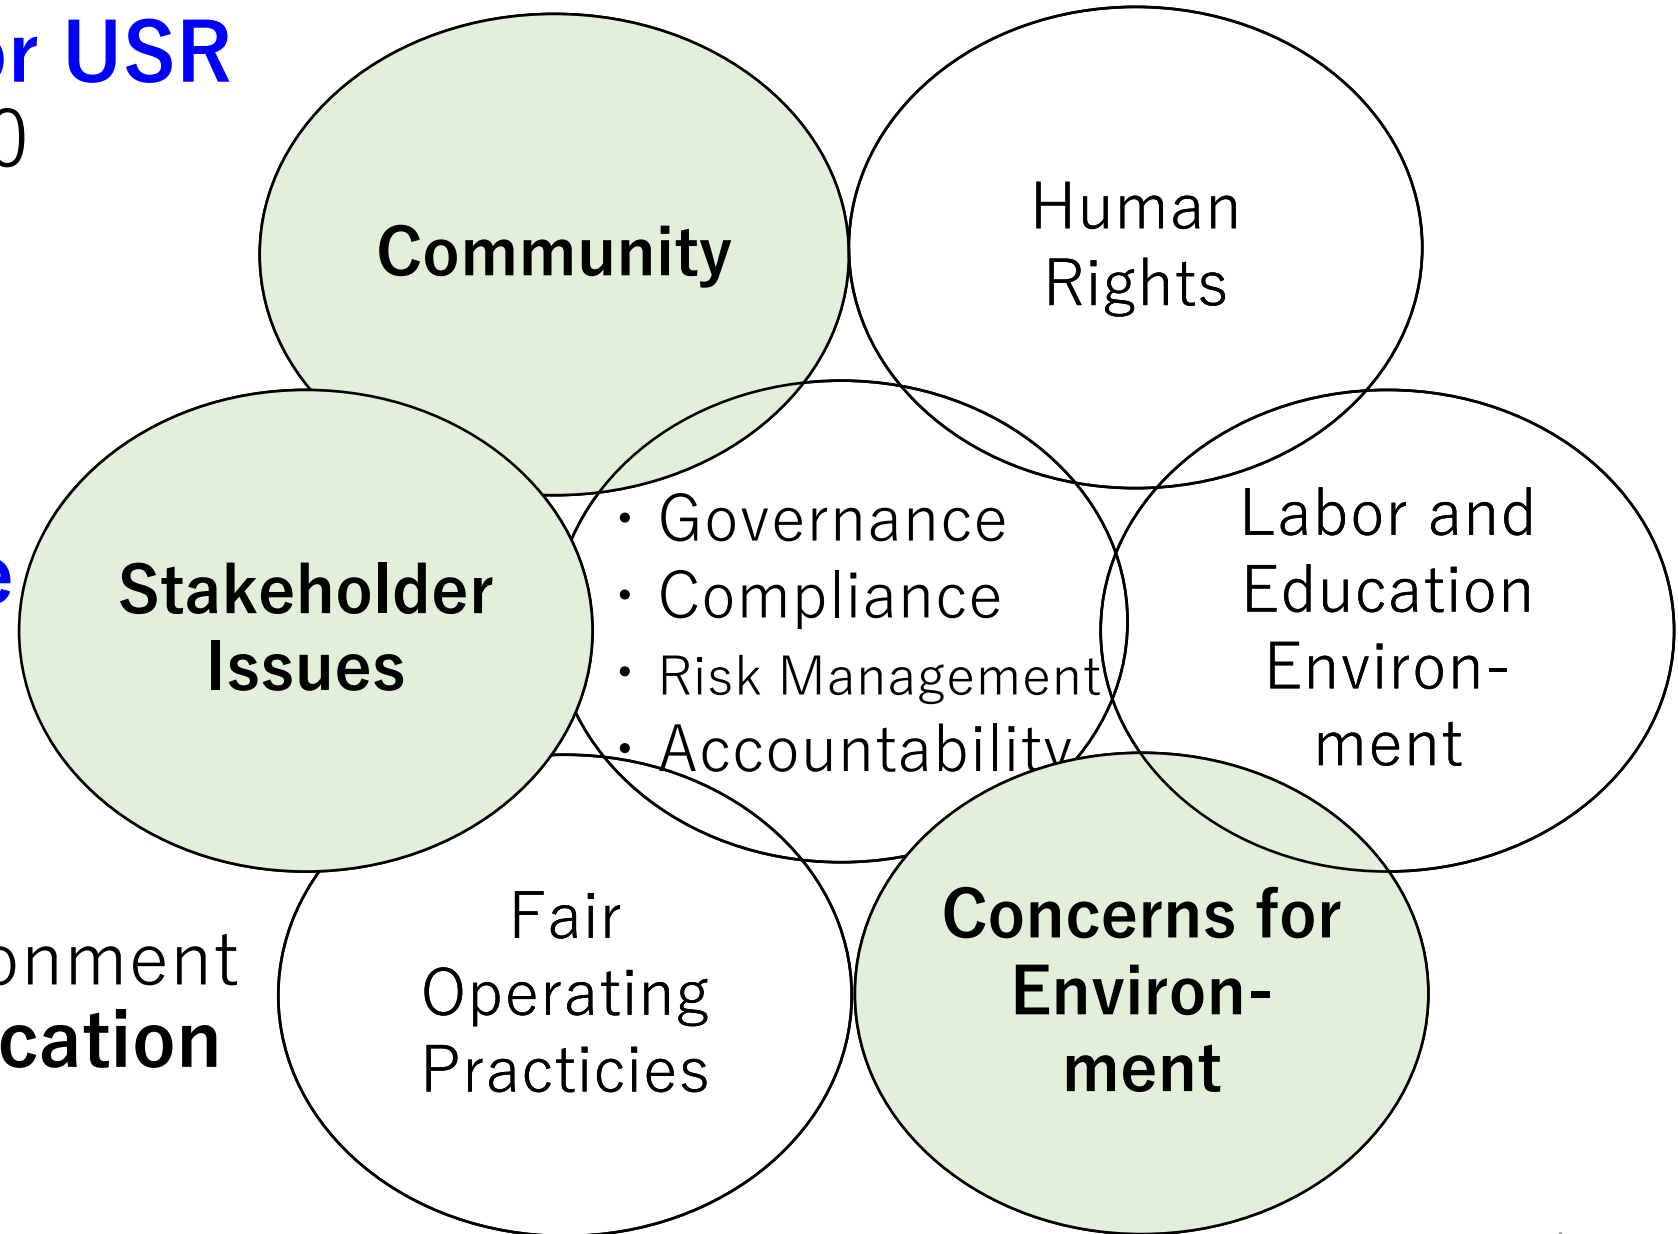 or USR
0
Community
Human
Rights
e
Stakeholder
Issues
・Governance
・Compliance
・Risk Management
・Accountability
Labor and
Education
Environ-
ment
onment
cation
Fair
Operating
Practicies
Concerns for
Environ-
ment